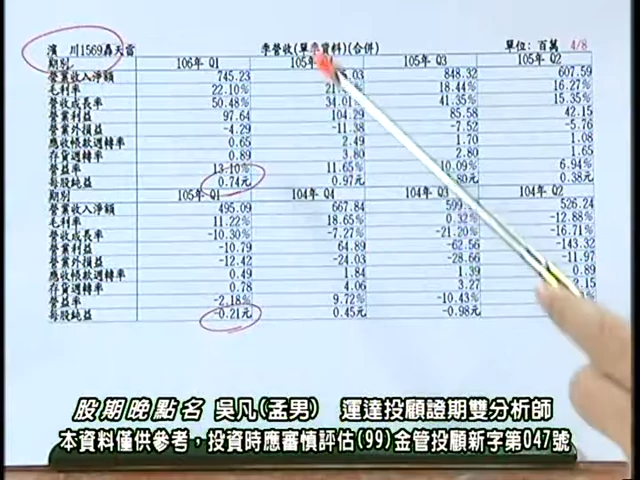 濱 川1569轟天雷 季營收(單季資料)(合併) 單位: 百萬 4/8
期別 106年 Q1 105年 105年 Q3 105年 Q2
營業收入淨額 745.23 848.32 607.59
毛利率 22.10% 18.44% 16.27%
營收成長率 50.48% 34.01% 41.35% 15.35%
營業利益 97.64 104.29 85.58 42.15
營業外損益 -4.29 -11.38 -7.52 -5.76
應收帳款週轉率 0.65 2.49 1.70 1.08
存貨週轉率 0.89 3.80 2.80 1.65
營益率 13.10% 11.65% 10.09% 6.94%
每股純益 0.74元 0.97元 0.38元
期別 105年 Q1 104年 Q4 104年 Q3 104年 Q2
營業收入淨額 495.09 667.84 526.24
毛利率 11.22% 18.65% 0.32% -12.88%
營收成長率 -10.30% -7.27% -21.20% -16.71%
營業利益 -10.79 64.89 -62.56 -143.32
營業外損益 -12.42 -24.03 -28.66 -11.97
應收帳款週轉率 0.49 1.84 1.39 0.89
存貨週轉率 0.78 4.06 3.27 2.15
營益率 -2.18% 9.72% -10.43%
每股純益 -0.21元 0.45元 -0.98元
股期晚點名 吳凡(孟男) 運達投顧證期雙分析師
本資料僅供參考，投資時應審慎評估(99)金管投顧新字第047號